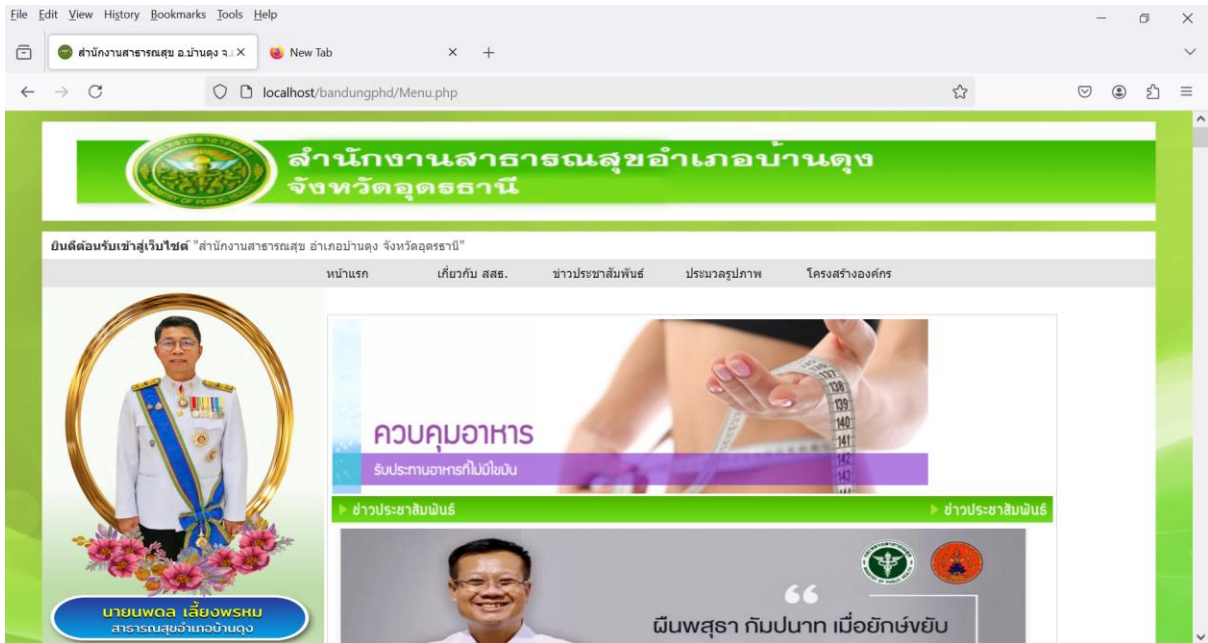 File Edit View History Bookmarks Tools Help
สำนักงานสาธารณสุข อ.บ้านดุง จ.
New Tab
localhost/bandungphd/Menu.php
สำนักงานสาธารณสุขอำเภอบ้านดุง
จังหวัดอุดรธานี
MINISTRY OF PUBLIC
ยินดีต้อนรับเข้าสู่เว็บไซต์ "สำนักงานสาธารณสุข อำเภอบ้านดุง จังหวัดอุดรธานี"
หน้าแรก เกี่ยวกับ สสธ. ข่าวประชาสัมพันธ์ ประมวลรูปภาพ โครงสร้างองค์กร
137
138
139
140
141
142
143
ควบคุมอาหาร
รับประทานอาหารที่ไม่มีไขมัน
ข่าวประชาสัมพันธ์ ข่าวประชาสัมพันธ์
ผืนพสุธา กัมปนาท เมื่อยักษ์ขยับ
นายนพดล เลี้ยงพรหม
สาธารณสุขอำเภอบ้านดุง